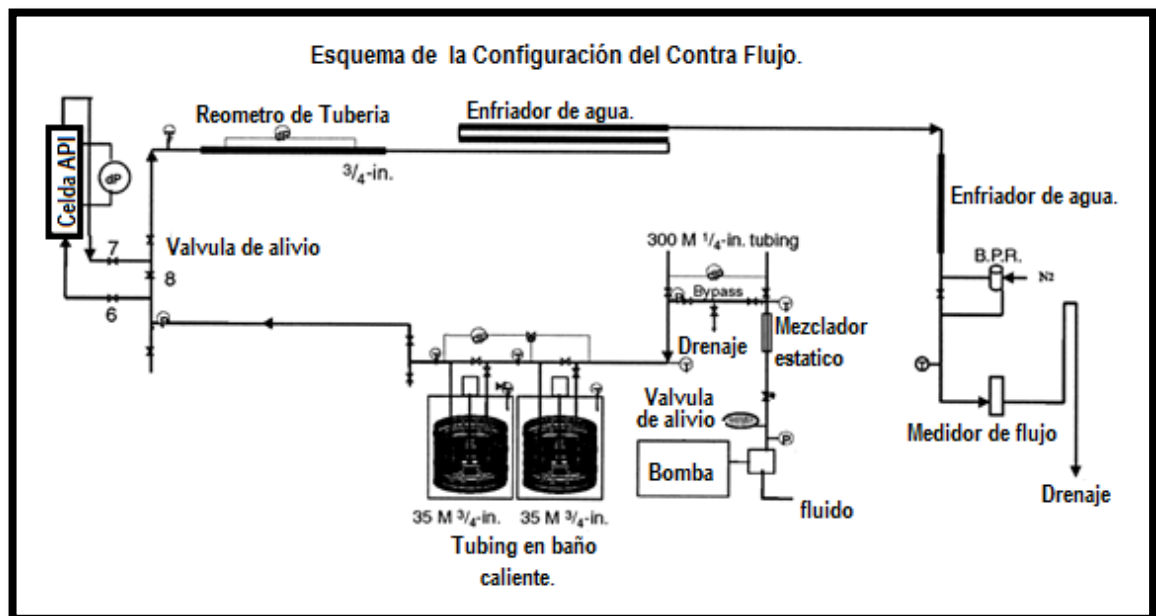 Esquema de la Configuración del Contra Flujo.
Reometro de Tuberia
Enfriador de agua.
dP
3/4-in.
Celda API
dP
7
Valvula de alivio
8
6
300 M 1/4-in. tubing
Bypass
Drenaje
Mezclador
estatico
Enfriador de agua.
B.P.R.
N2
Valvula
de alivio
P
Bomba
fluido
Medidor de flujo
Drenaje
35 M 3/4-in.
35 M 3/4-in.
Tubing en baño
caliente.